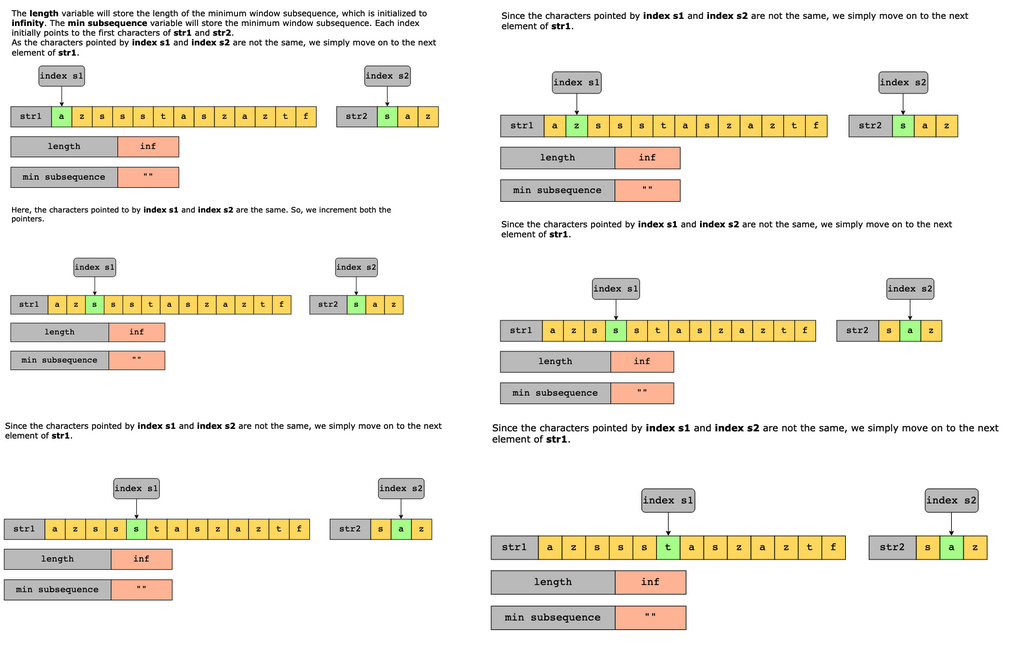 The length variable will store the length of the minimum window subsequence, which is initialized to
infinity. The min subsequence variable will store the minimum window subsequence. Each index
initially points to the first characters of str1 and str2.
As the characters pointed by index s1 and index s2 are not the same, we simply move on to the next
element of str1.
index s1 index s2
str1 a z s s s t a s z a z t f str2 s a z
length inf
min subsequence ""
Since the characters pointed by index s1 and index s2 are not the same, we simply move on to the next
element of str1.
index s1 index s2
str1 a z s s s t a s z a z t f str2 s a z
length inf
min subsequence ""
Here, the characters pointed to by index s1 and index s2 are the same. So, we increment both the
pointers.
index s1 index s2
str1 a z s s s t a s z a z t f str2 s a z
length inf
min subsequence ""
Since the characters pointed by index s1 and index s2 are not the same, we simply move on to the next
element of str1.
index s1 index s2
str1 a z s s s t a s z a z t f str2 s a z
length inf
min subsequence ""
Since the characters pointed by index s1 and index s2 are not the same, we simply move on to the next
element of str1.
index s1 index s2
str1 a z s s s t a s z a z t f str2 s a z
length inf
min subsequence ""
Since the characters pointed by index s1 and index s2 are not the same, we simply move on to the next
element of str1.
index s1 index s2
str1 a z s s s t a s z a z t f str2 s a z
length inf
min subsequence ""